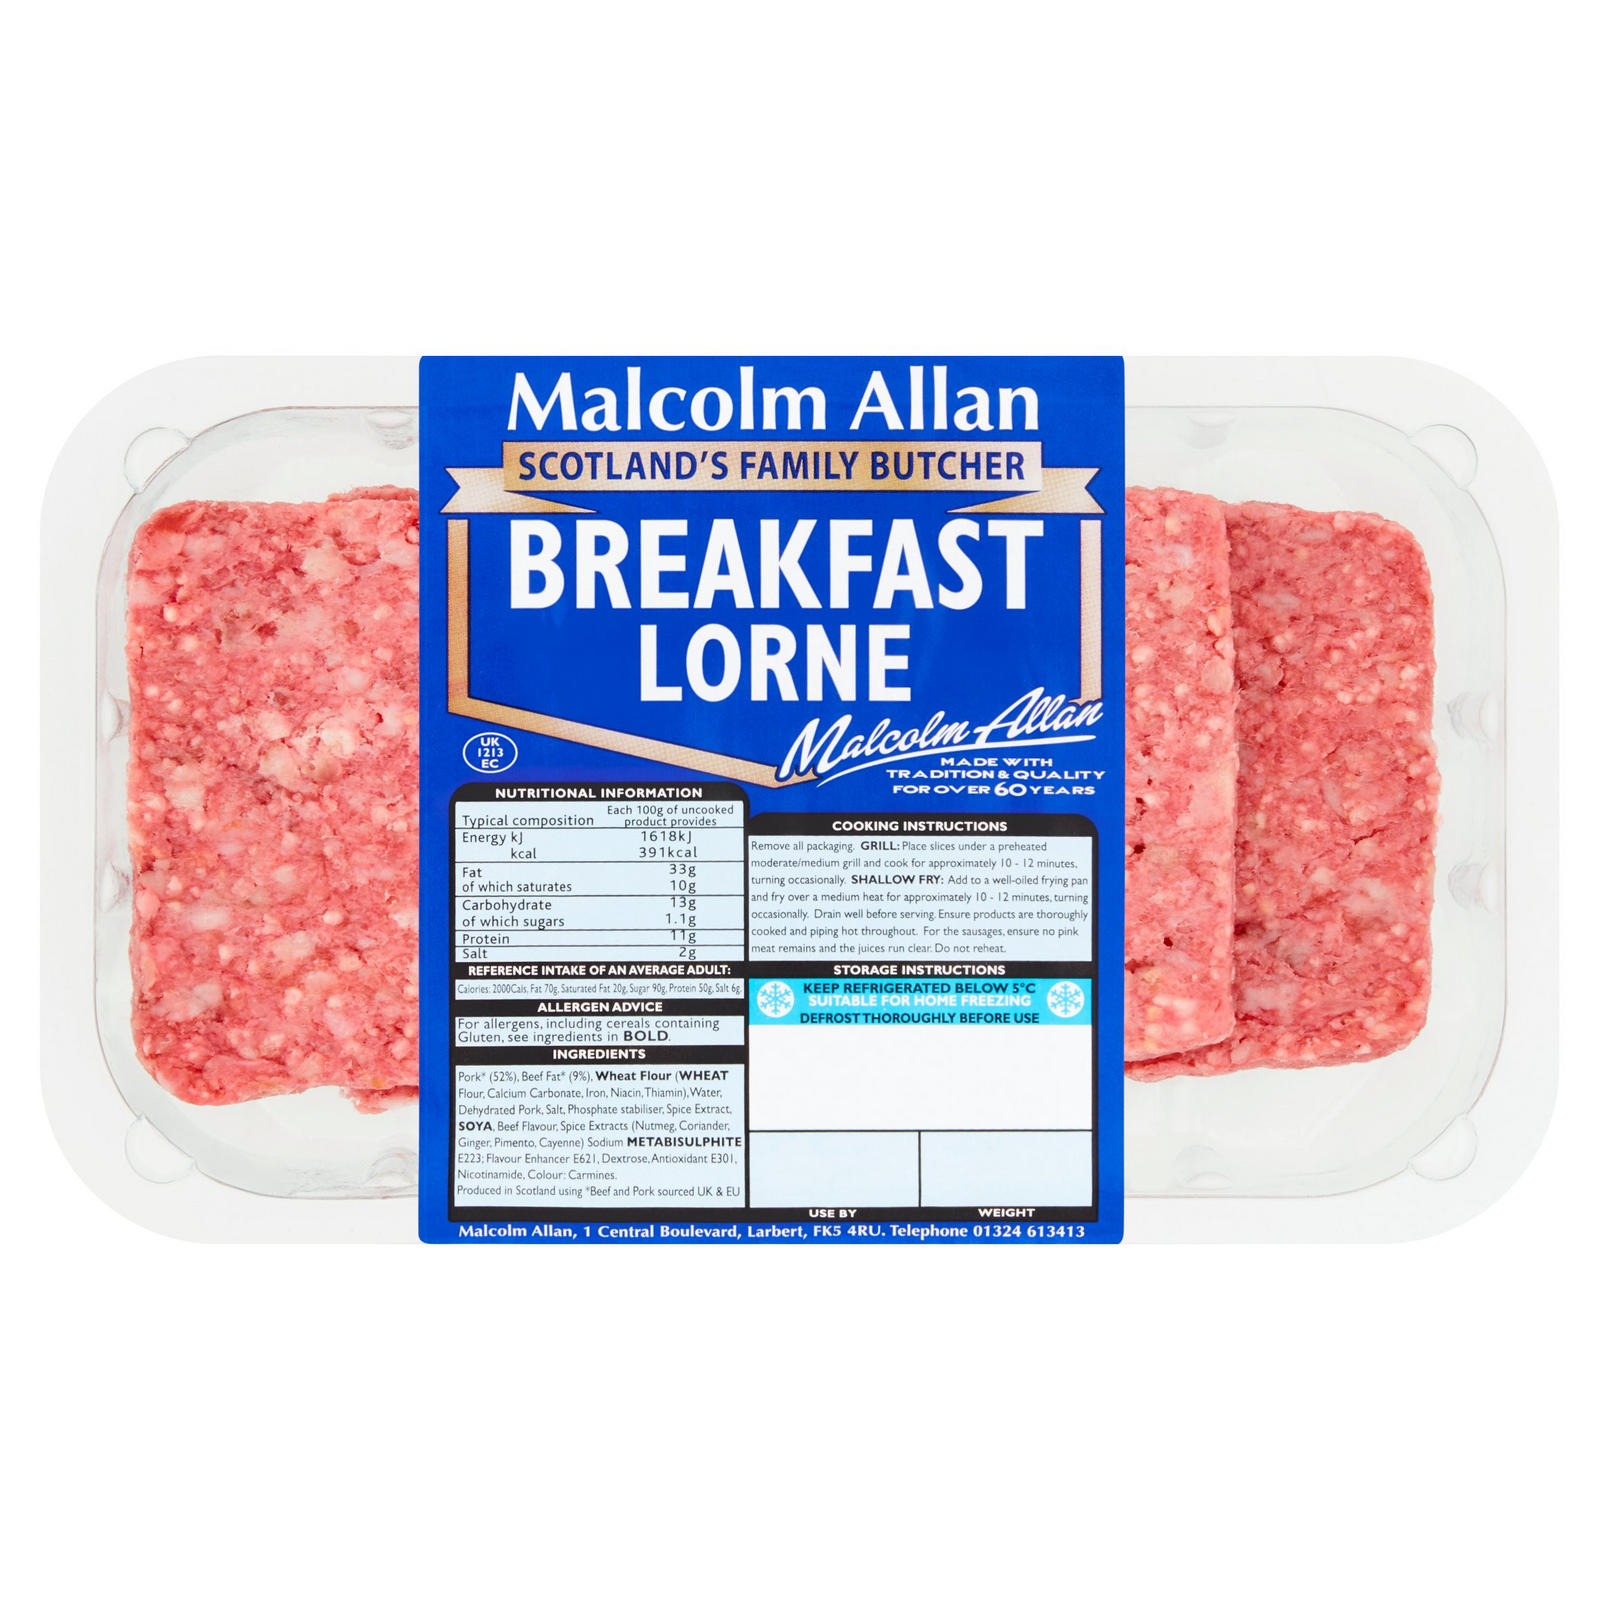 Malcolm Allan
SCOTLAND'S FAMILY BUTCHER
BREAKFAST
LORNE
Malcolm Allan
MADE WITH
TRADITION & QUALITY
FOR OVER 60 YEARS
UK
1213
EC
NUTRITIONAL INFORMATION
Typical composition Each 100g of uncooked
product provides
Energy kJ 1618kJ
kcal 391kcal
Fat 33g
of which saturates 10g
Carbohydrate 13g
of which sugars 1.1g
Protein 11g
Salt 2g
REFERENCE INTAKE OF AN AVERAGE ADULT:
Calories: 2000Cals, Fat 70g, Saturated Fat 20g, Sugar 90g, Protein 50g, Salt 6g.
ALLERGEN ADVICE
For allergens, including cereals containing
Gluten, see ingredients in BOLD.
INGREDIENTS
Pork* (52%), Beef Fat* (9%), Wheat Flour (WHEAT
Flour, Calcium Carbonate, Iron, Niacin, Thiamin), Water,
Dehydrated Pork, Salt, Phosphate stabiliser, Spice Extract,
SOYA, Beef Flavour, Spice Extracts (Nutmeg, Coriander,
Ginger, Pimento, Cayenne) Sodium METABISULPHITE
E223; Flavour Enhancer E621, Dextrose, Antioxidant E301,
Nicotinamide, Colour: Carmines.
Produced in Scotland using *Beef and Pork sourced UK & EU
COOKING INSTRUCTIONS
Remove all packaging. GRILL: Place slices under a preheated
moderate/medium grill and cook for approximately 10 - 12 minutes,
turning occasionally. SHALLOW FRY: Add to a well-oiled frying pan
and fry over a medium heat for approximately 10 - 12 minutes, turning
occasionally. Drain well before serving. Ensure products are thoroughly
cooked and piping hot throughout. For the sausages, ensure no pink
meat remains and the juices run clear. Do not reheat.
STORAGE INSTRUCTIONS
KEEP REFRIGERATED BELOW 5°C
SUITABLE FOR HOME FREEZING
DEFROST THOROUGHLY BEFORE USE
USE BY WEIGHT
Malcolm Allan, 1 Central Boulevard, Larbert, FK5 4RU. Telephone 01324 613413